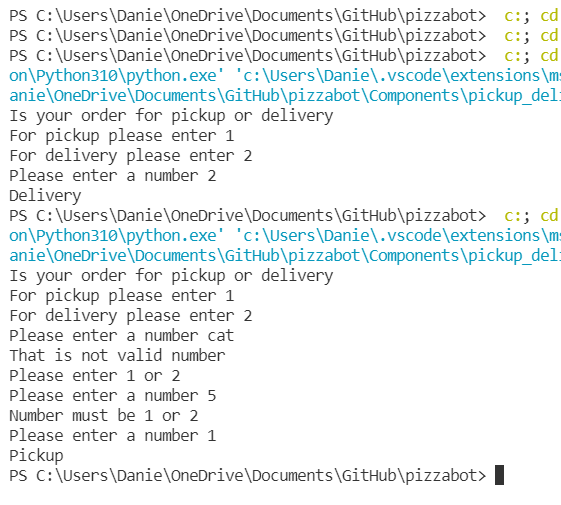 PS C:\Users\Danie\OneDrive\Documents\GitHub\pizzabot>  c:; cd
PS C:\Users\Danie\OneDrive\Documents\GitHub\pizzabot>  c:; cd
PS C:\Users\Danie\OneDrive\Documents\GitHub\pizzabot>  c:; cd
on\Python310\python.exe' 'c:\Users\Danie\.vscode\extensions\ms
anie\OneDrive\Documents\GitHub\pizzabot\Components\pickup_deli
Is your order for pickup or delivery
For pickup please enter 1
For delivery please enter 2
Please enter a number 2
Delivery
PS C:\Users\Danie\OneDrive\Documents\GitHub\pizzabot>  c:; cd
on\Python310\python.exe' 'c:\Users\Danie\.vscode\extensions\ms
anie\OneDrive\Documents\GitHub\pizzabot\Components\pickup_deli
Is your order for pickup or delivery
For pickup please enter 1
For delivery please enter 2
Please enter a number cat
That is not valid number
Please enter 1 or 2
Please enter a number 5
Number must be 1 or 2
Please enter a number 1
Pickup
PS C:\Users\Danie\OneDrive\Documents\GitHub\pizzabot>